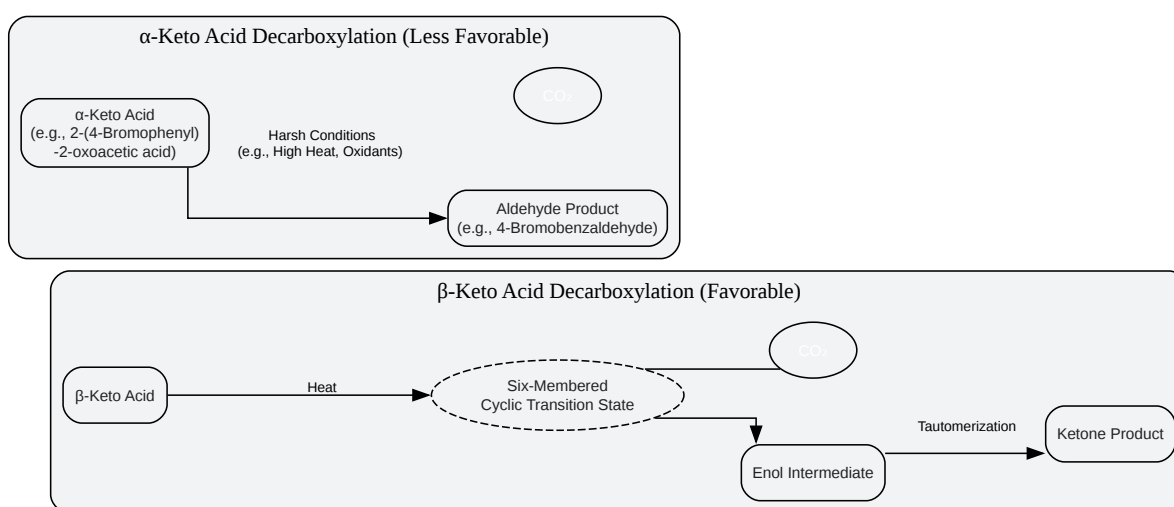 α-Keto Acid Decarboxylation (Less Favorable)
CO₂
α-Keto Acid
(e.g., 2-(4-Bromophenyl)
-2-oxoacetic acid)
Harsh Conditions
(e.g., High Heat, Oxidants)
Aldehyde Product
(e.g., 4-Bromobenzaldehyde)
β-Keto Acid Decarboxylation (Favorable)
CO₂
β-Keto Acid
Heat
Six-Membered
Cyclic Transition State
Tautomerization
Ketone Product
Enol Intermediate